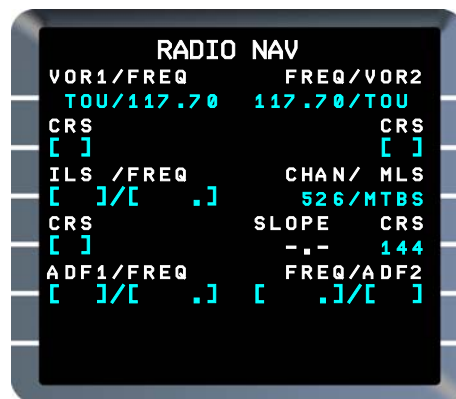 RADIO NAV
VOR1/FREQ FREQ/VOR2
TOU/117.70 117.70/TOU
CRS CRS
[ ] [ ]
ILS /FREQ CHAN/ MLS
[ ]/[ .] 526/MTBS
CRS SLOPE CRS
[ ] -.- 144
ADF1/FREQ FREQ/ADF2
[ ]/[ .] [ .]/[ ]